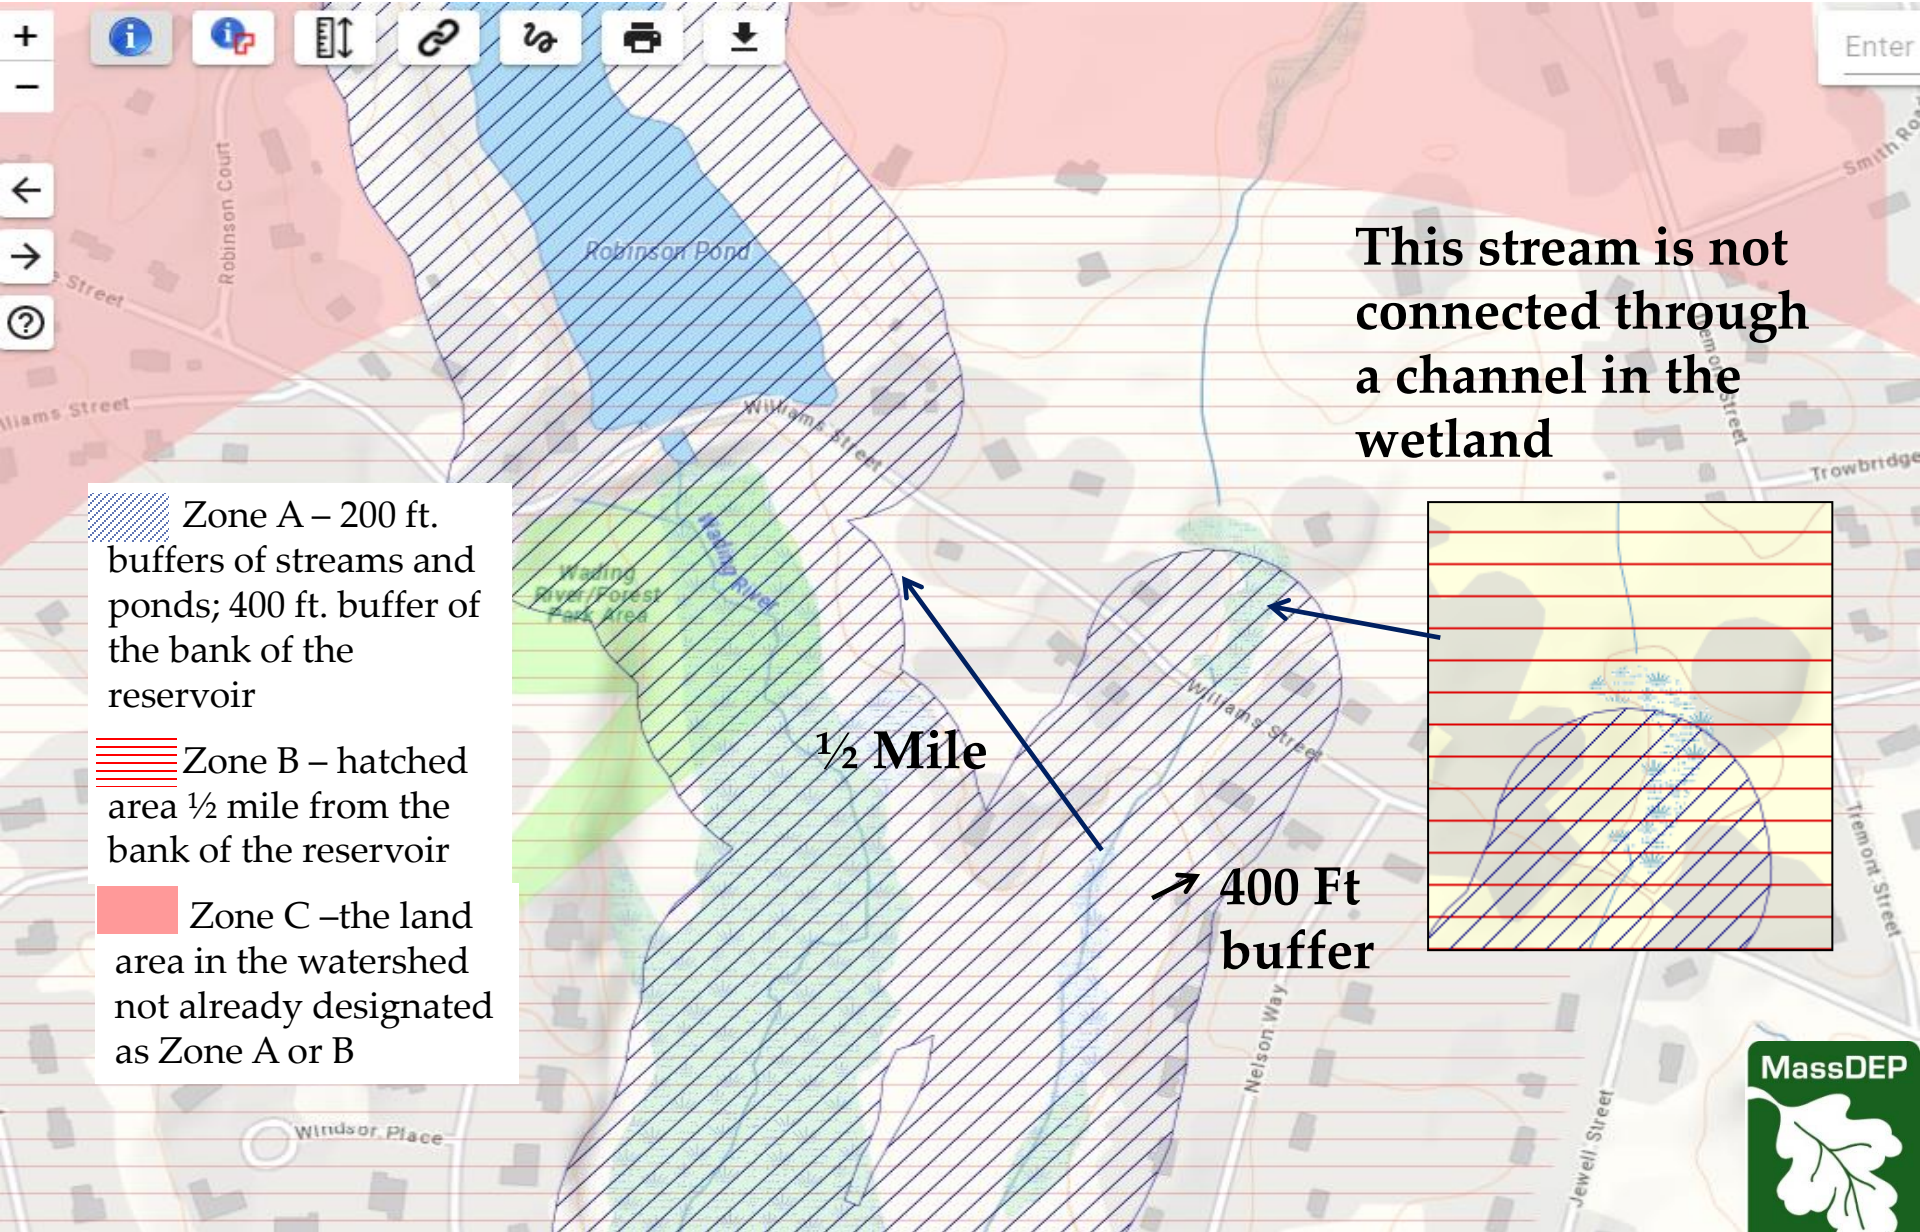 Enter
Robinson Court
Smith Ro
Robinson Pond
This stream is not
connected through
a channel in the
wetland
Street
Tremont Street
lliams Street
Williams Street
Trowbridge
Zone A – 200 ft.
buffers of streams and
ponds; 400 ft. buffer of
the bank of the
reservoir
Wading River
Wading
River/Forest
Park Area
Williams Street
½ Mile
Zone B – hatched
area ½ mile from the
bank of the reservoir
Tremont Street
400 Ft
buffer
Zone C –the land
area in the watershed
not already designated
as Zone A or B
Nelson Way
MassDEP
Windsor Place
Jewell Street